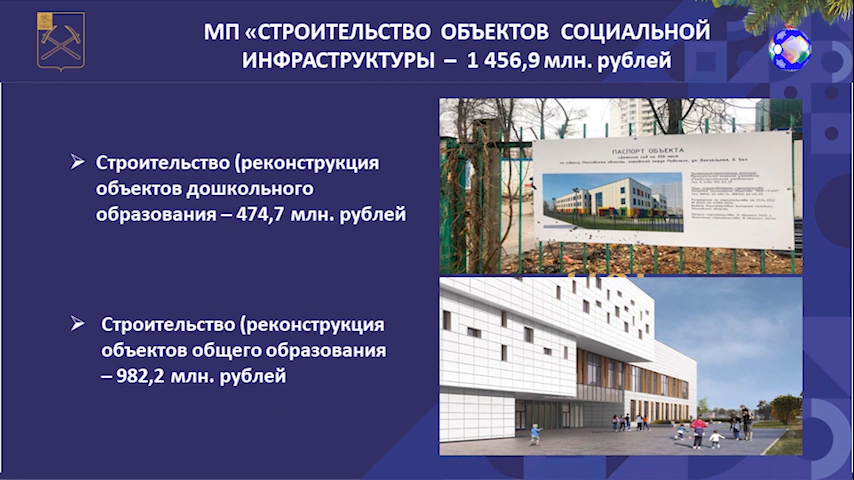 МП «СТРОИТЕЛЬСТВО ОБЪЕКТОВ СОЦИАЛЬНОЙ
ИНФРАСТРУКТУРЫ – 1 456,9 млн. рублей
Строительство (реконструкция
объектов дошкольного
образования – 474,7 млн. рублей
ПАСПОРТ ОБЪЕКТА
Строительство (реконструкция
объектов общего образования
– 982,2 млн. рублей